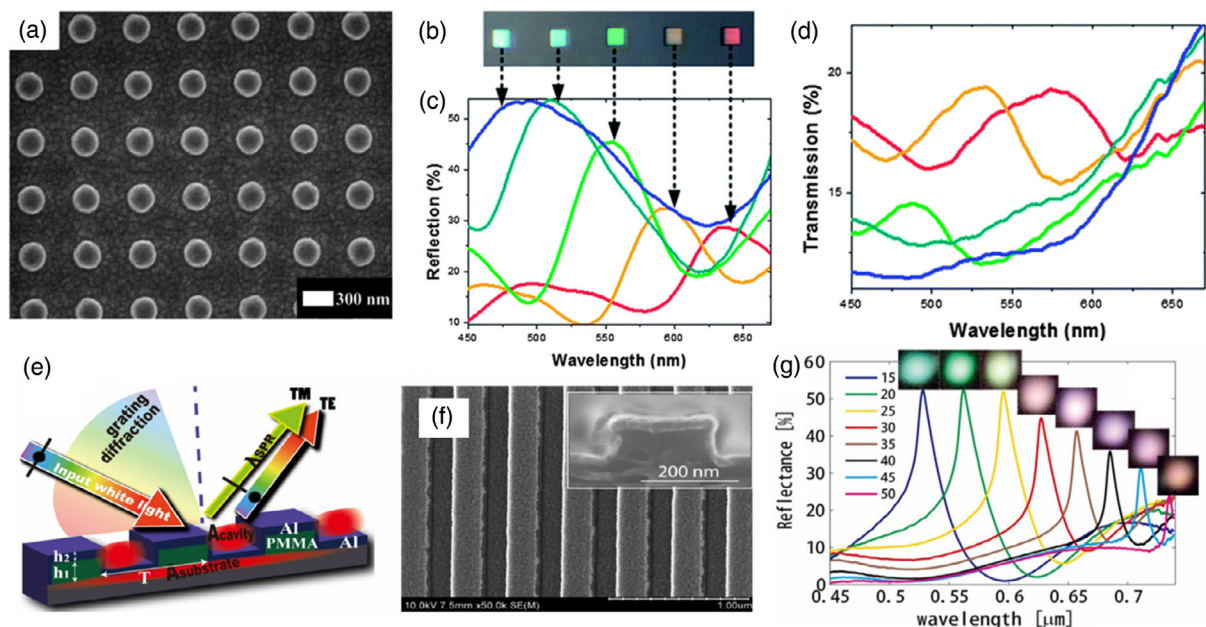 (a)
300 nm
(b)
(c)
50
40
30
20
10
Reflection (%)
450 500 550 600 650
Wavelength (nm)
(d)
20
15
Transmission (%)
450 500 550 600 650
Wavelength (nm)
(e)
grating
diffraction
Input white light
TM
TE
λSPR
Acavity
Al
PMMA
Al
h2
h1
T
Asubstrate
(f)
200 nm
10.0kV 7.5mm x50.0k SE(M)
1.00um
(g)
60
50
40
30
20
10
0
Reflectance [%]
15
20
25
30
35
40
45
50
0.45 0.5 0.55 0.6 0.65 0.7
wavelength [μm]